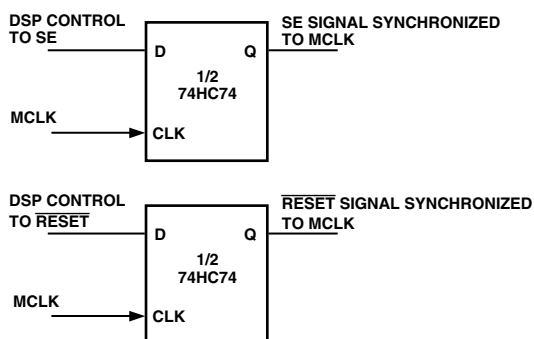 DSP CONTROL
TO SE
SE SIGNAL SYNCHRONIZED
TO MCLK
D
Q
1/2
74HC74
MCLK
CLK
DSP CONTROL
TO RESET
RESET SIGNAL SYNCHRONIZED
TO MCLK
D
Q
1/2
74HC74
MCLK
CLK